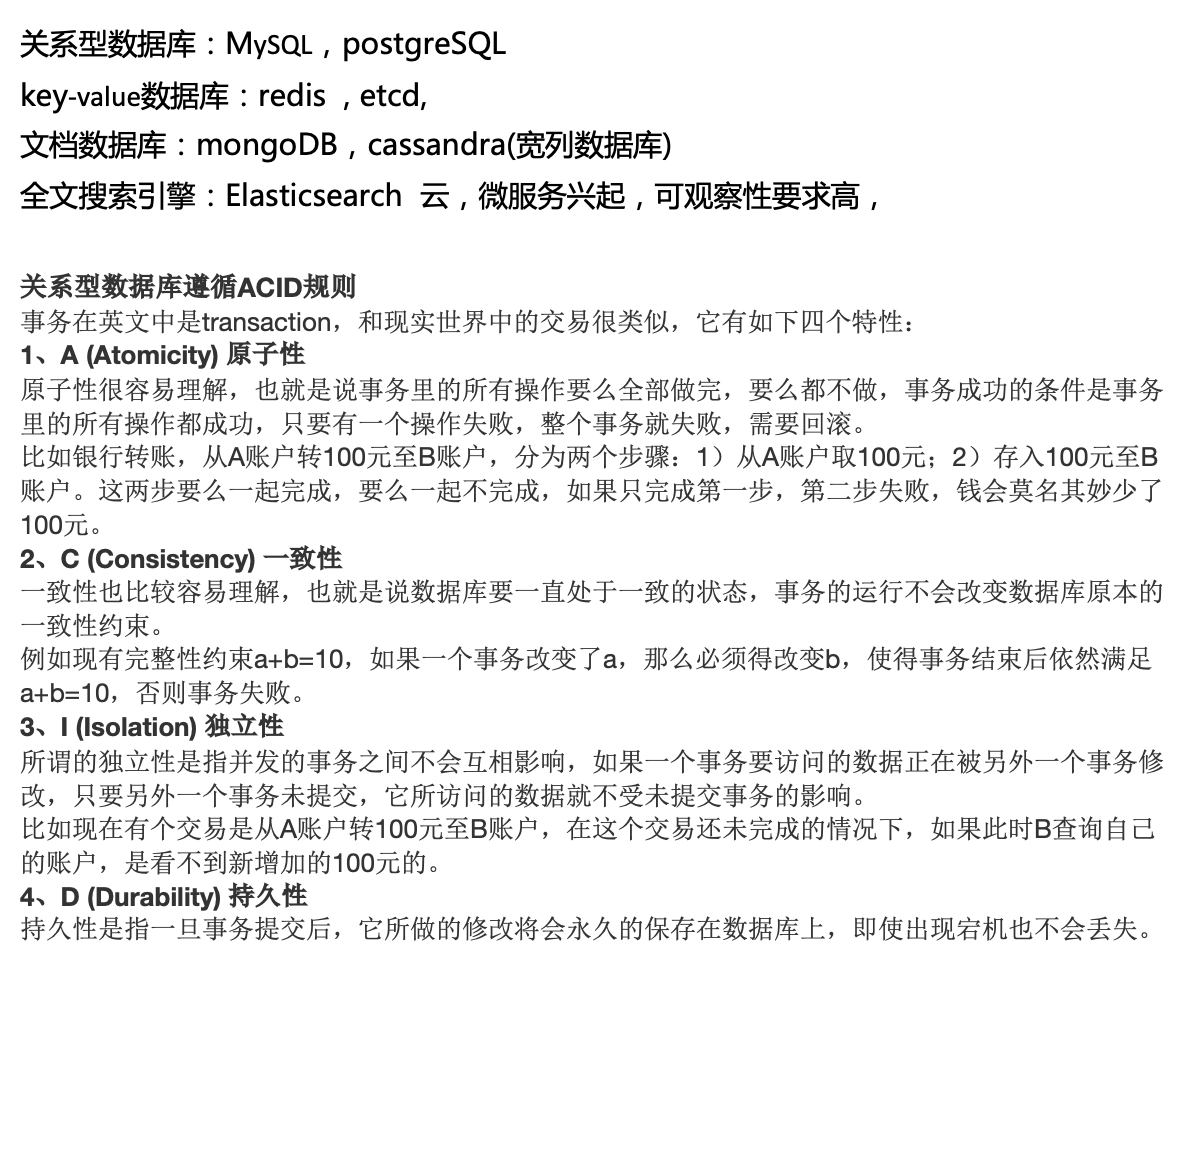 关系型数据库：MySQL，postgreSQL
key-value数据库：redis ，etcd,
文档数据库：mongoDB，cassandra(宽列数据库)
全文搜索引擎：Elasticsearch 云，微服务兴起，可观察性要求高，
关系型数据库遵循ACID规则
事务在英文中是transaction，和现实世界中的交易很类似，它有如下四个特性：
1、A (Atomicity) 原子性
原子性很容易理解，也就是说事务里的所有操作要么全部做完，要么都不做，事务成功的条件是事务
里的所有操作都成功，只要有一个操作失败，整个事务就失败，需要回滚。
比如银行转账，从A账户转100元至B账户，分为两个步骤：1）从A账户取100元；2）存入100元至B
账户。这两步要么一起完成，要么一起不完成，如果只完成第一步，第二步失败，钱会莫名其妙少了
100元。
2、C (Consistency) 一致性
一致性也比较容易理解，也就是说数据库要一直处于一致的状态，事务的运行不会改变数据库原本的
一致性约束。
例如现有完整性约束a+b=10，如果一个事务改变了a，那么必须得改变b，使得事务结束后依然满足
a+b=10，否则事务失败。
3、I (Isolation) 独立性
所谓的独立性是指并发的事务之间不会互相影响，如果一个事务要访问的数据正在被另外一个事务修
改，只要另外一个事务未提交，它所访问的数据就不受未提交事务的影响。
比如现在有个交易是从A账户转100元至B账户，在这个交易还未完成的情况下，如果此时B查询自己
的账户，是看不到新增加的100元的。
4、D (Durability) 持久性
持久性是指一旦事务提交后，它所做的修改将会永久的保存在数据库上，即使出现宕机也不会丢失。